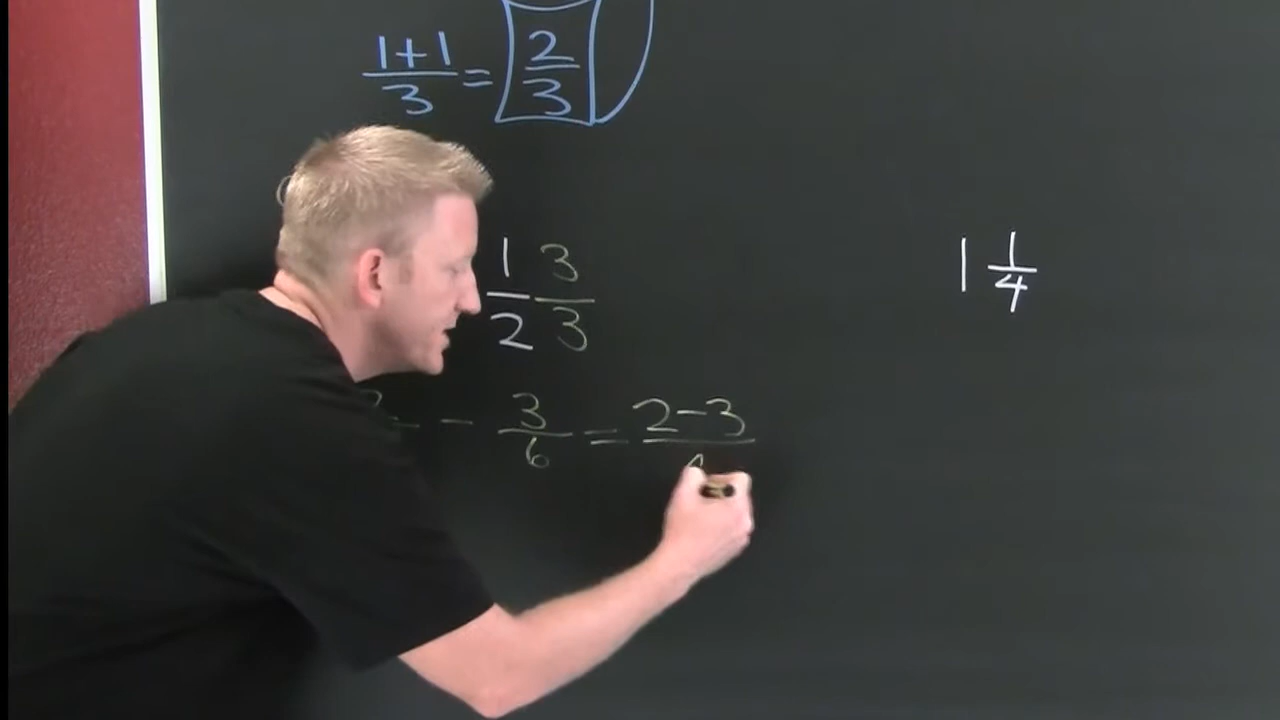 1+1/3 = 2/3
1/2 3/3
1 1/4
- 3/6 = 2-3/